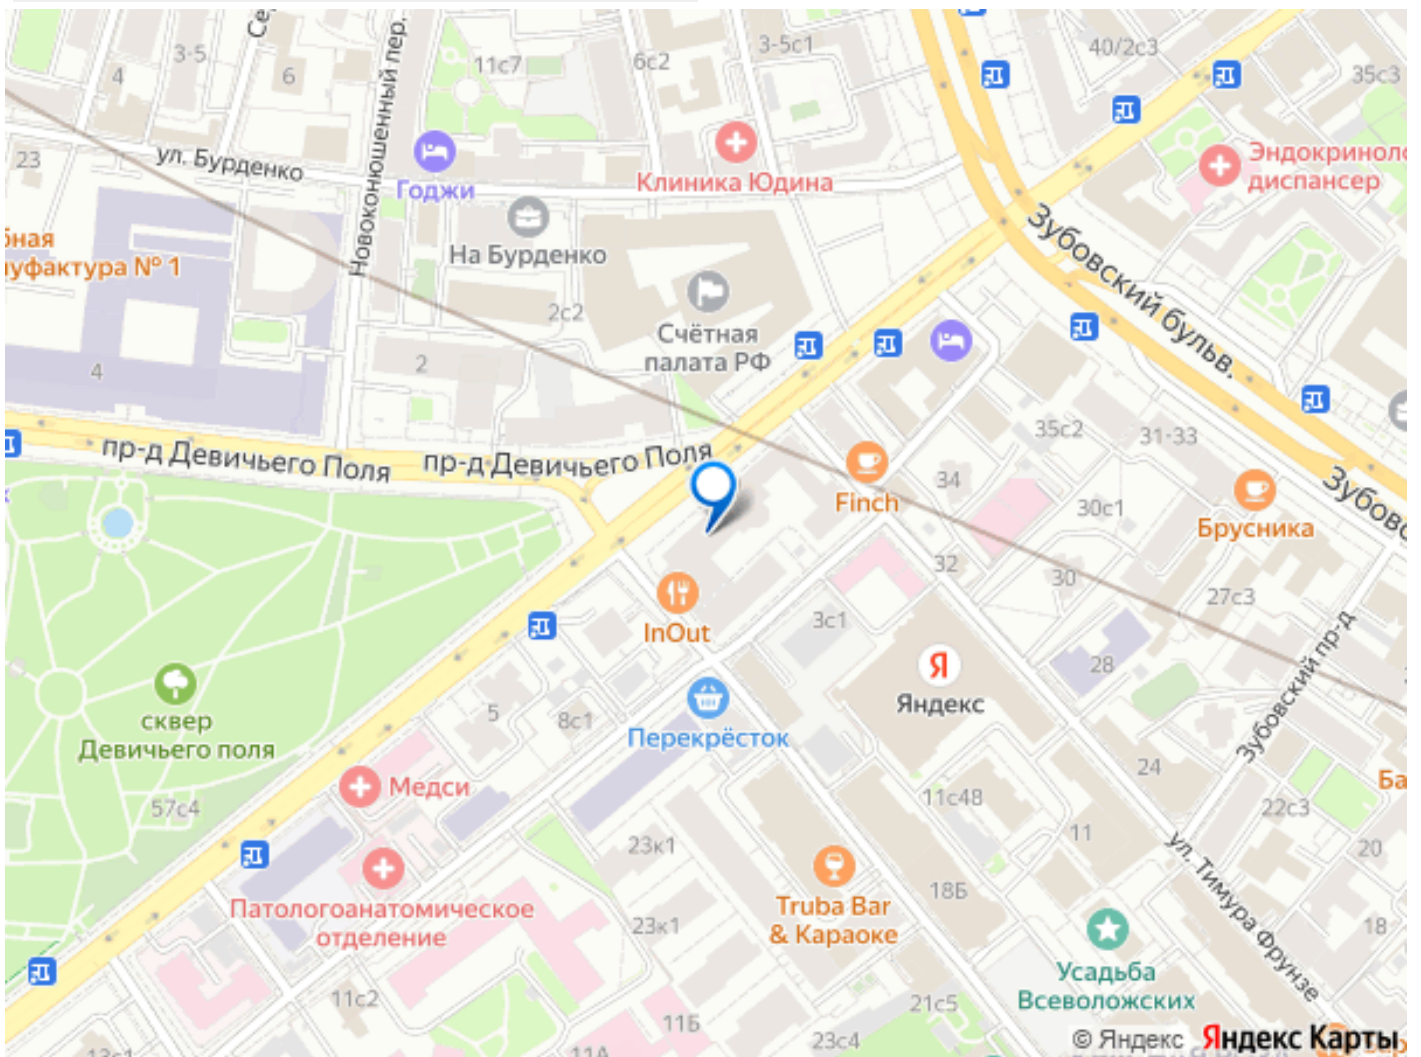 3-5
4
6
11с7
6с2
3-5с1
40/2с3
35с3
Новоконюшенный пер.
ул. Бурденко
23
Годжи
Клиника Юдина
Эндокриноло
диспансер
На Бурденко
Зубовский бульв.
бная
уфактура № 1
2с2
Счётная
палата РФ
4
2
35с2
31-33
пр-д Девичьего Поля
пр-д Девичьего Поля
Finch
34
30с1
Брусника
Зубовс
32
30
27с3
InOut
3с1
28
Зубовский пр-д
Я
Яндекс
сквер
Девичьего поля
5
8с1
Перекрёсток
24
Ба
Медси
57с4
11с48
22с3
11
23к1
20
ул. Тимура Фрунзе
18Б
Патологоанатомическое
отделение
Truba Bar
& Караоке
23к1
18
Усадьба
Всеволожских
11с2
21с5
11Б
23с4
11А
13с1
© Яндекс Яндекс Карты